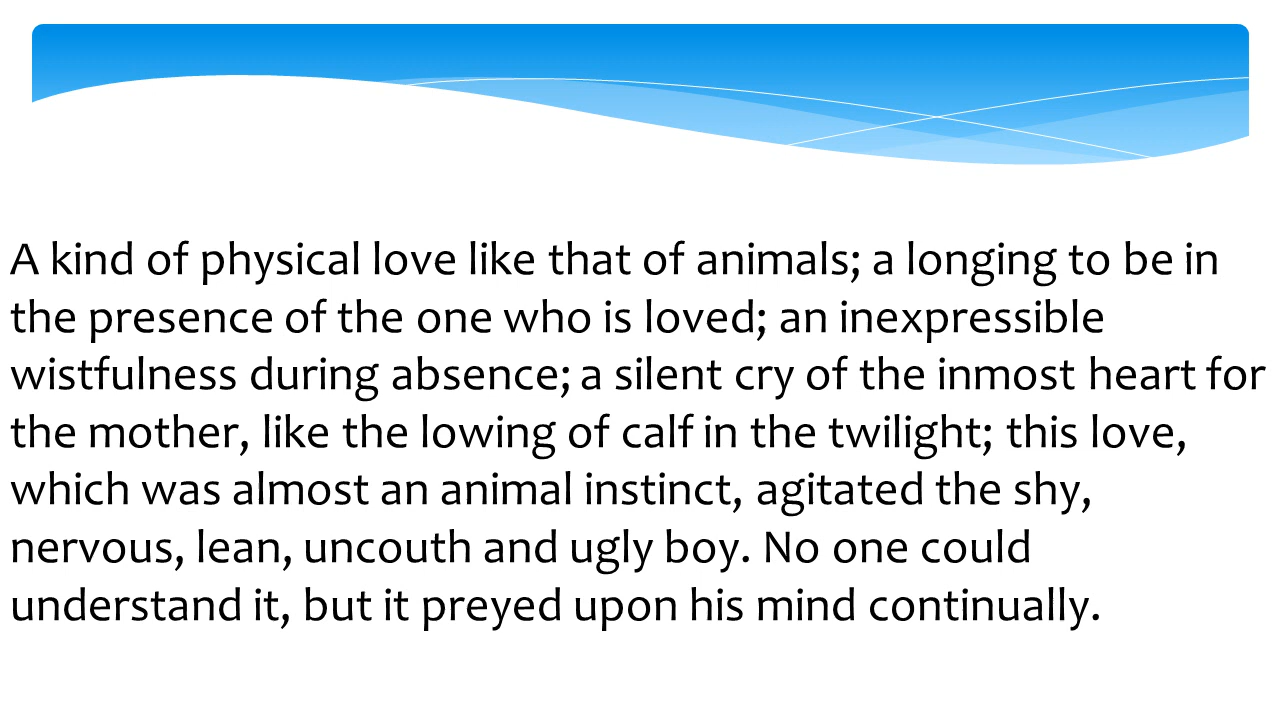 A kind of physical love like that of animals; a longing to be in
the presence of the one who is loved; an inexpressible
wistfulness during absence; a silent cry of the inmost heart for
the mother, like the lowing of calf in the twilight; this love,
which was almost an animal instinct, agitated the shy,
nervous, lean, uncouth and ugly boy. No one could
understand it, but it preyed upon his mind continually.